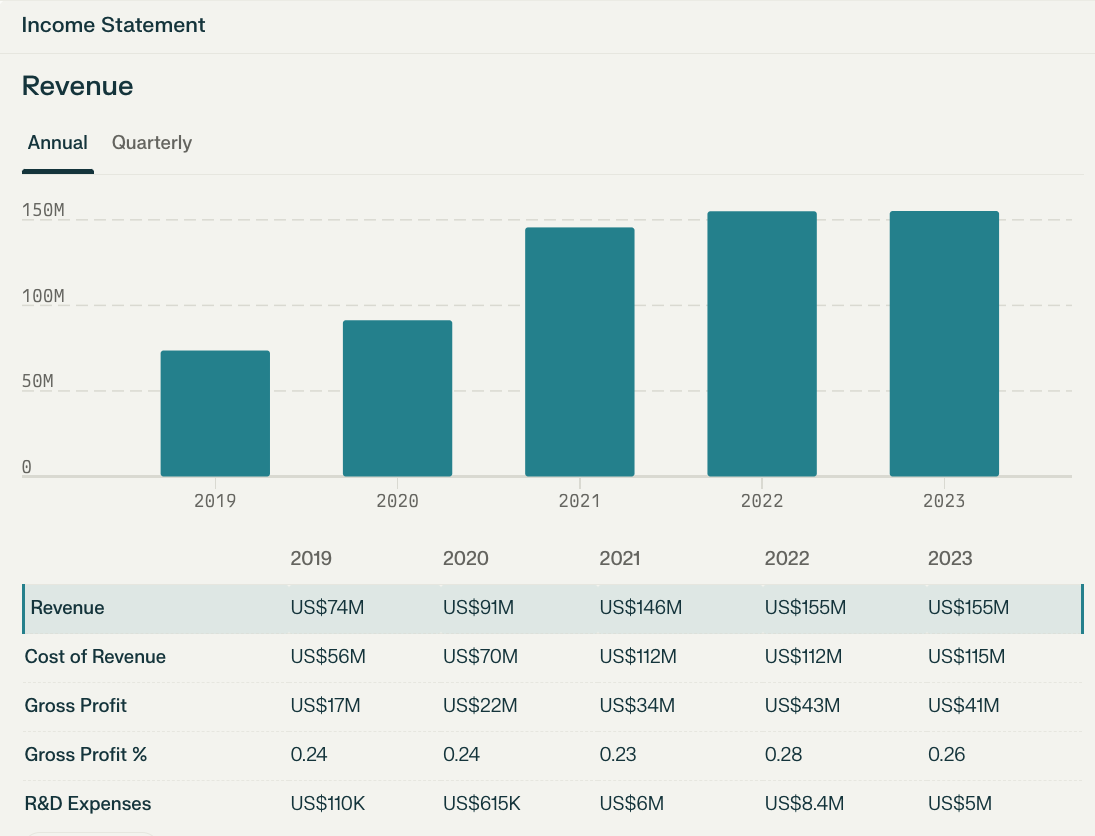 Income Statement
Revenue
Annual Quarterly
150M
100M
50M
0
2019 2020 2021 2022 2023
2019 2020 2021 2022 2023
Revenue US$74M US$91M US$146M US$155M US$155M
Cost of Revenue US$56M US$70M US$112M US$112M US$115M
Gross Profit US$17M US$22M US$34M US$43M US$41M
Gross Profit % 0.24 0.24 0.23 0.28 0.26
R&D Expenses US$110K US$615K US$6M US$8.4M US$5M